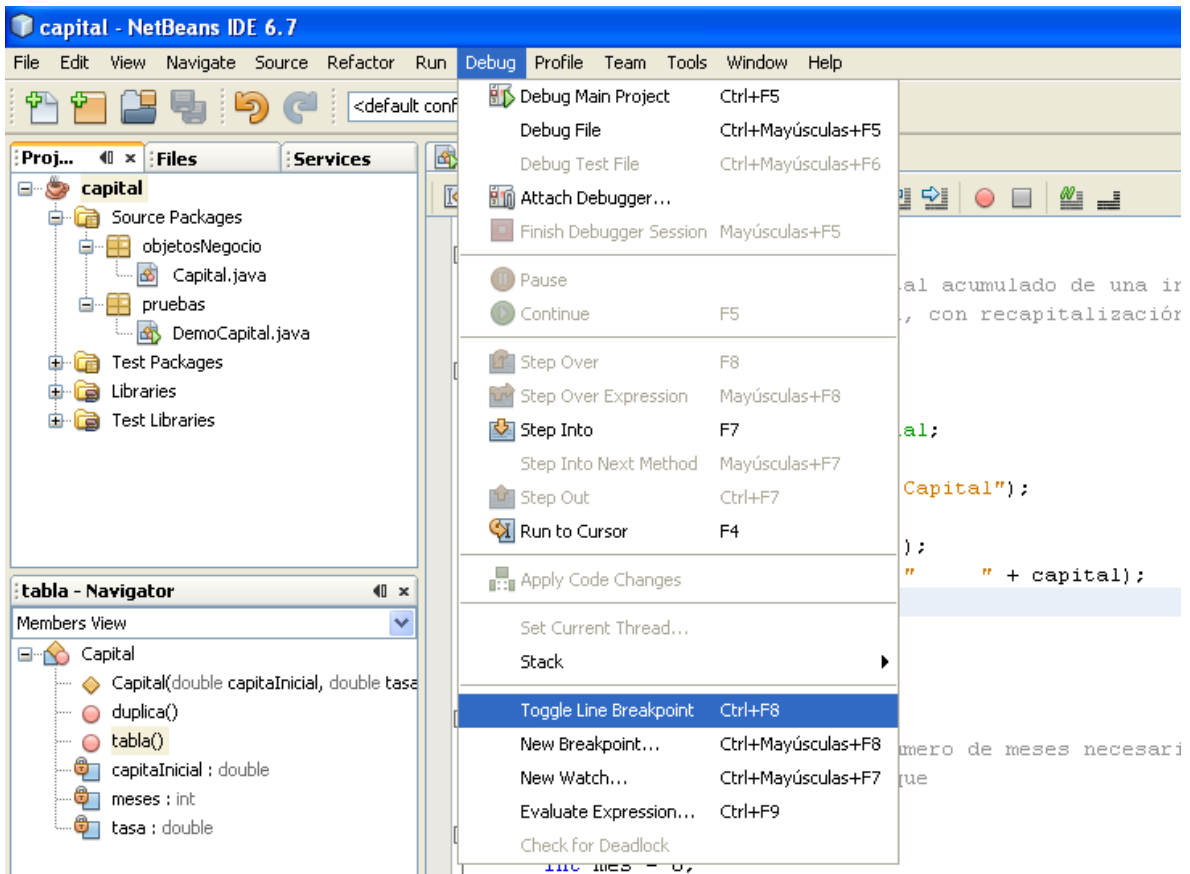 capital - NetBeans IDE 6.7
File Edit View Navigate Source Refactor Run Debug Profile Team Tools Window Help
<default conf
Proj... Files Services
capital
Source Packages
objetosNegocio
Capital.java
pruebas
DemoCapital.java
Test Packages
Libraries
Test Libraries
tabla - Navigator
Members View
Capital
Capital(double capitaInicial, double tasa
duplica()
tabla()
capitaInicial : double
meses : int
tasa : double
Debug Main Project Ctrl+F5
Debug File Ctrl+Mayúsculas+F5
Debug Test File Ctrl+Mayúsculas+F6
Attach Debugger...
Finish Debugger Session Mayúsculas+F5
Pause
Continue F5
Step Over F8
Step Over Expression Mayúsculas+F8
Step Into F7
Step Into Next Method Mayúsculas+F7
Step Out Ctrl+F7
Run to Cursor F4
Apply Code Changes
Set Current Thread...
Stack
Toggle Line Breakpoint Ctrl+F8
New Breakpoint... Ctrl+Mayúsculas+F8
New Watch... Ctrl+Mayúsculas+F7
Evaluate Expression... Ctrl+F9
Check for Deadlock
al acumulado de una in
, con recapitalización
al;
Capital");
);
"     " + capital);
mero de meses necesari
que